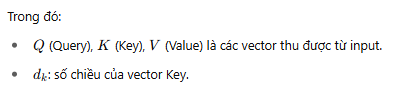 Trong đó:
• Q (Query), K (Key), V (Value) là các vector thu được từ input.
• dₖ: số chiều của vector Key.